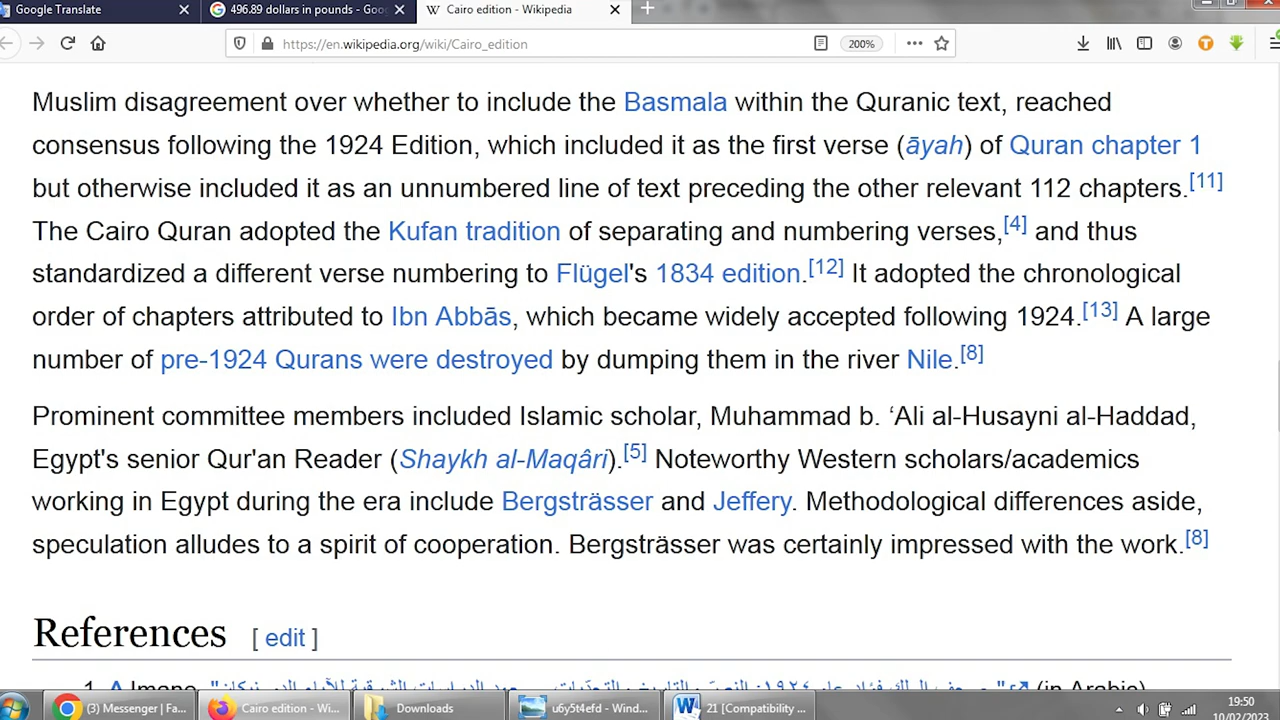 Google Translate
496.89 dollars in pounds - Goo
Cairo edition - Wikipedia
https://en.wikipedia.org/wiki/Cairo_edition
200%
Muslim disagreement over whether to include the Basmala within the Quranic text, reached
consensus following the 1924 Edition, which included it as the first verse (āyah) of Quran chapter 1
but otherwise included it as an unnumbered line of text preceding the other relevant 112 chapters.[11]
The Cairo Quran adopted the Kufan tradition of separating and numbering verses,[4] and thus
standardized a different verse numbering to Flügel's 1834 edition.[12] It adopted the chronological
order of chapters attributed to Ibn Abbās, which became widely accepted following 1924.[13] A large
number of pre-1924 Qurans were destroyed by dumping them in the river Nile.[8]
Prominent committee members included Islamic scholar, Muhammad b. ‘Ali al-Husayni al-Haddad,
Egypt's senior Qur'an Reader (Shaykh al-Maqâri).[5] Noteworthy Western scholars/academics
working in Egypt during the era include Bergsträsser and Jeffery. Methodological differences aside,
speculation alludes to a spirit of cooperation. Bergsträsser was certainly impressed with the work.[8]
References [ edit ]
(in Arabic)
(3) Messenger | Fa...
Cairo edition - Wi...
Downloads
u6y5t4efd - Wind...
21 [Compatibility ...
19:50
10/02/2023